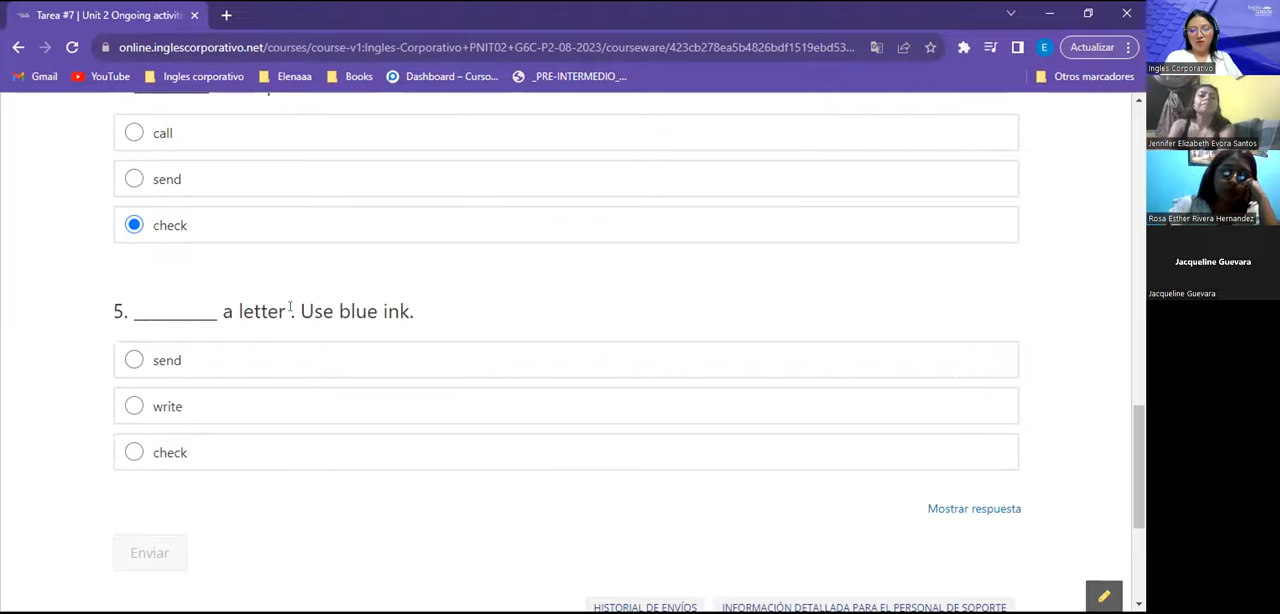 Tarea #7 | Unit 2 Ongoing activiti
online.inglescorporativo.net/courses/course-v1:Ingles-Corporativo+PNIT02+G6C-P2-08-2023/courseware/423cb278ea5b4826bdf1519ebd53...
E
Actualizar
Gmail
YouTube
Ingles corporativo
Elenaaa
Books
Dashboard – Curso...
_PRE-INTERMEDIO_...
Otros marcadores
call
send
check
5. _________ a letter . Use blue ink.
send
write
check
Mostrar respuesta
Enviar
HISTORIAL DE ENVÍOS
INFORMACIÓN DETALLADA PARA EL PERSONAL DE SOPORTE
Ingles Corporativo
Jennifer Elizabeth Evora Santos
Rosa Esther Rivera Hernandez
Jacqueline Guevara
Jacqueline Guevara